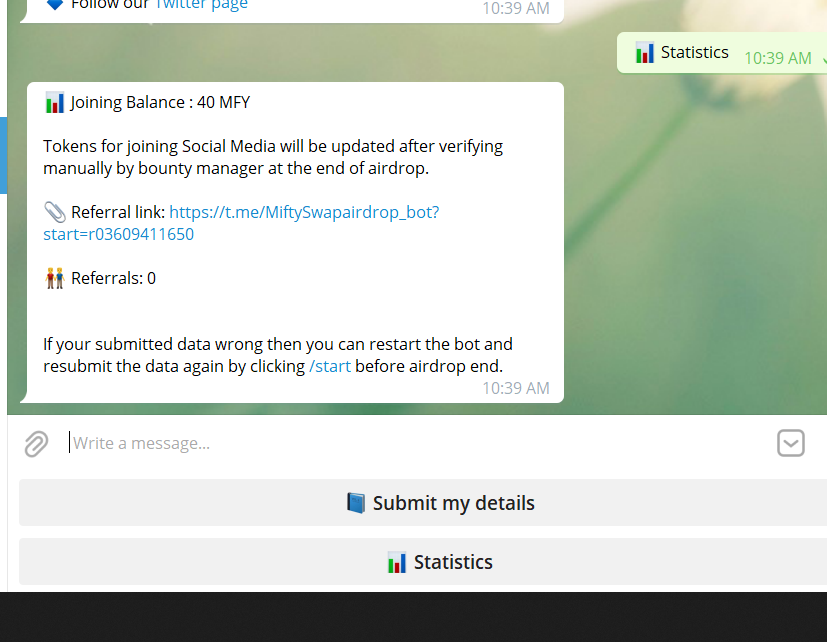 Follow our Twitter page
10:39 AM
Statistics 10:39 AM
Joining Balance : 40 MFY
Tokens for joining Social Media will be updated after verifying
manually by bounty manager at the end of airdrop.
Referral link: https://t.me/MiftySwapairdrop_bot?
start=r03609411650
Referrals: 0
If your submitted data wrong then you can restart the bot and
resubmit the data again by clicking /start before airdrop end.
10:39 AM
Write a message...
Submit my details
Statistics